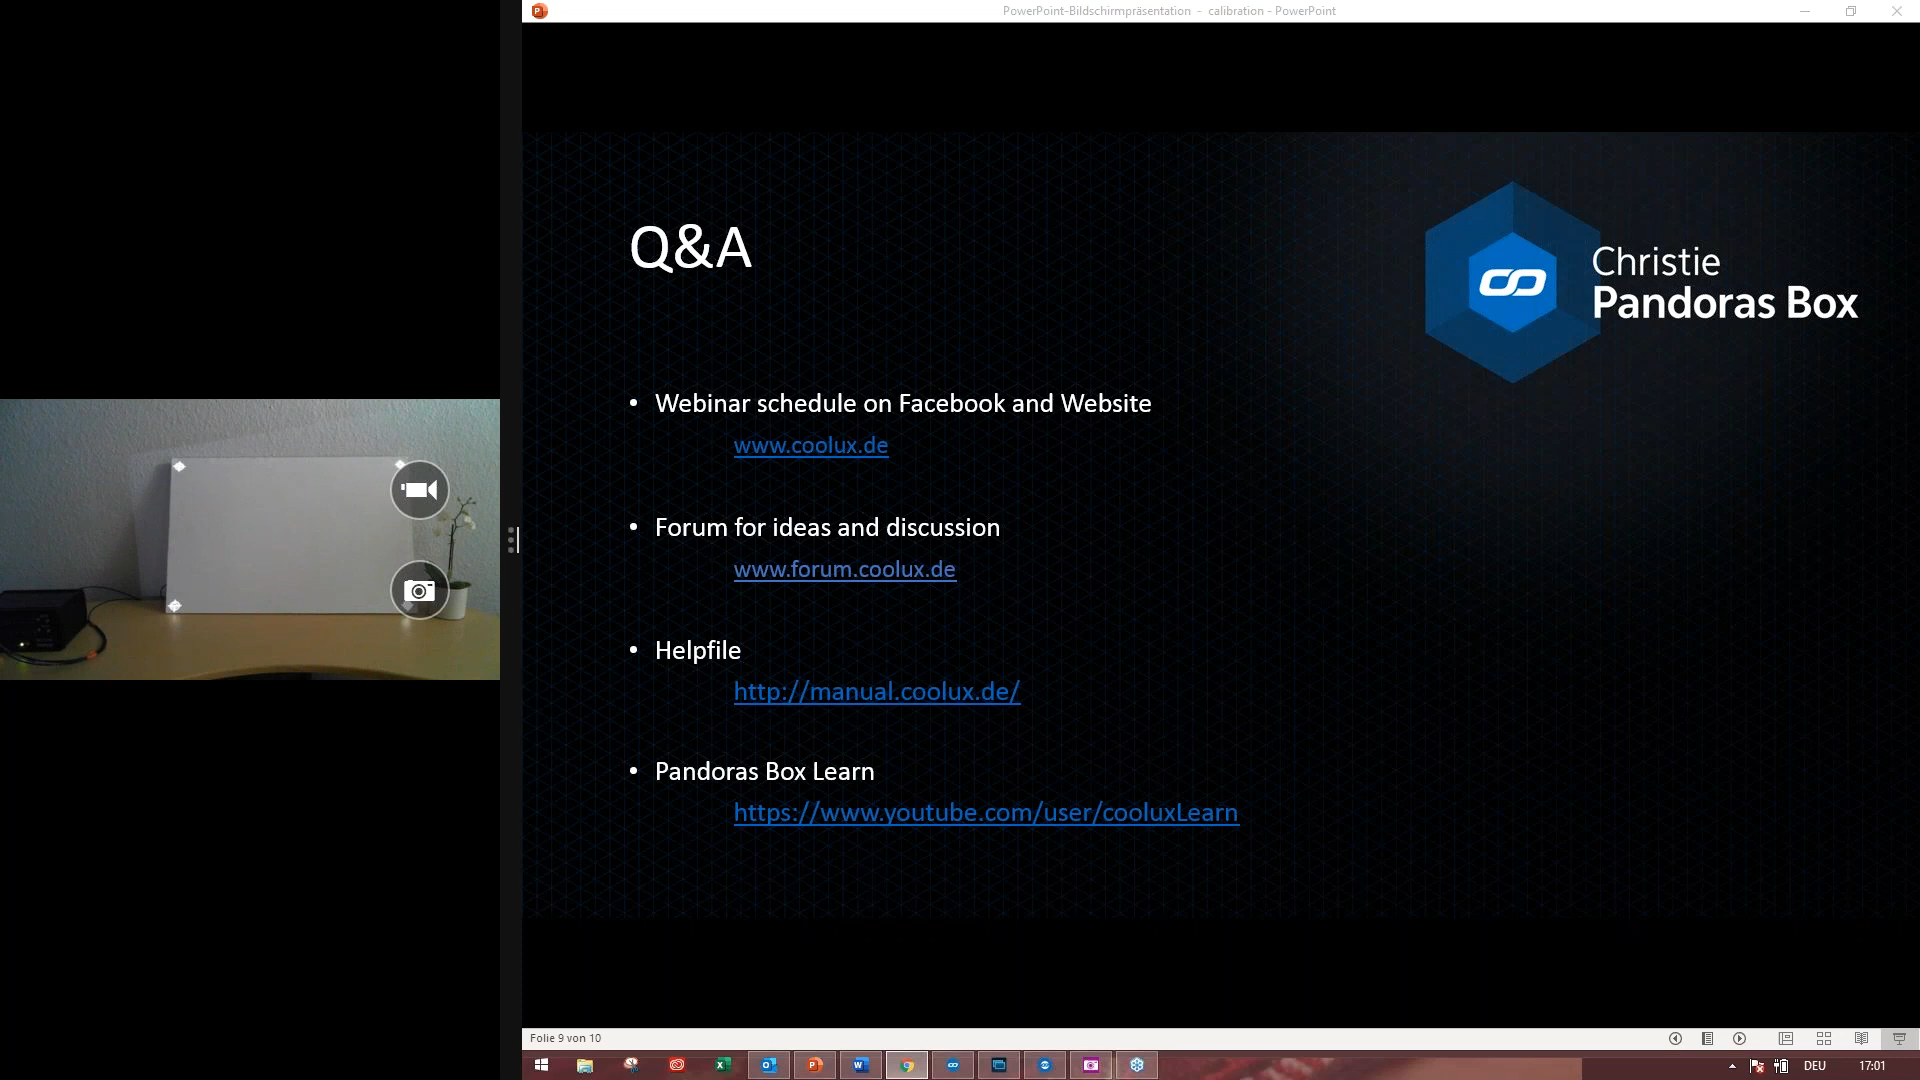 PowerPoint-Bildschirmpräsentation - calibration - PowerPoint
Q&A
Christie
Pandoras Box
• Webinar schedule on Facebook and Website
www.coolux.de
• Forum for ideas and discussion
www.forum.coolux.de
• Helpfile
http://manual.coolux.de/
• Pandoras Box Learn
https://www.youtube.com/user/cooluxLearn
Folie 9 von 10
DEU
17:01